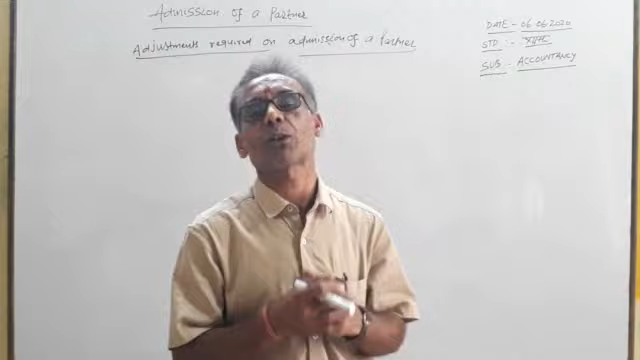 Admission of a Partner
Adjustments required on admission of a Partner
DATE - 06.06.2020
STD :- XIIth
SUB :- ACCOUNTANCY